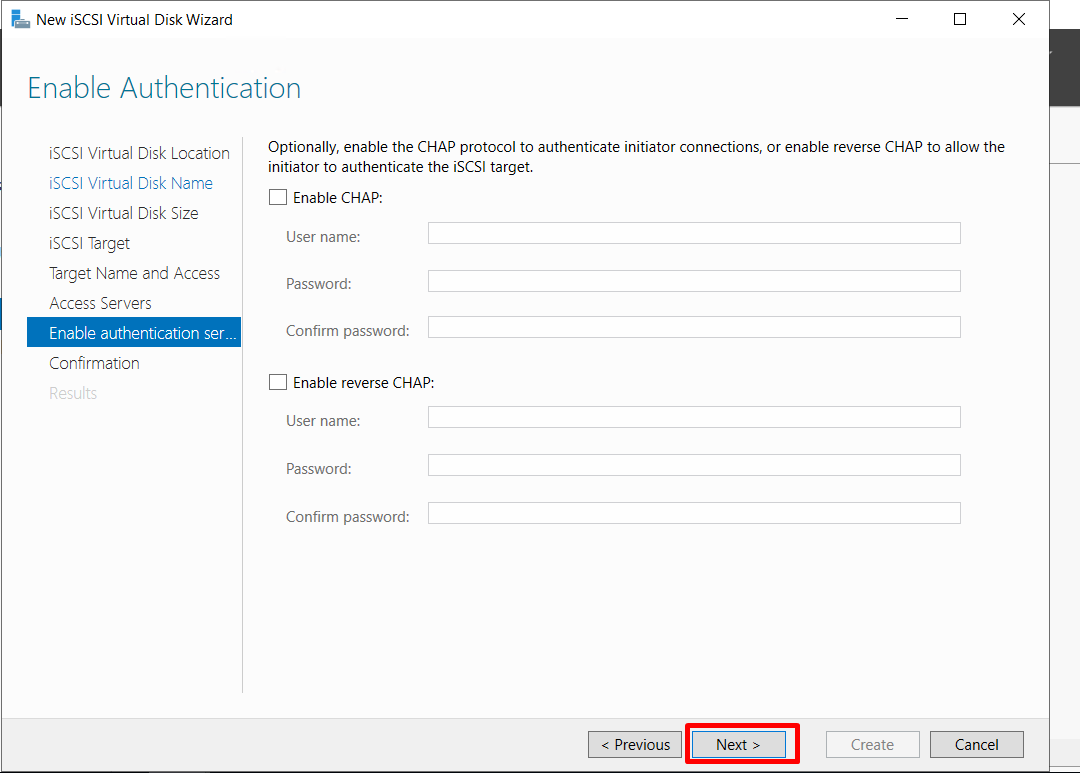 New iSCSI Virtual Disk Wizard
Enable Authentication
iSCSI Virtual Disk Location
iSCSI Virtual Disk Name
iSCSI Virtual Disk Size
iSCSI Target
Target Name and Access
Access Servers
Enable authentication ser...
Confirmation
Results
Optionally, enable the CHAP protocol to authenticate initiator connections, or enable reverse CHAP to allow the
initiator to authenticate the iSCSI target.
Enable CHAP:
User name:
Password:
Confirm password:
Enable reverse CHAP:
User name:
Password:
Confirm password:
< Previous
Next >
Create
Cancel